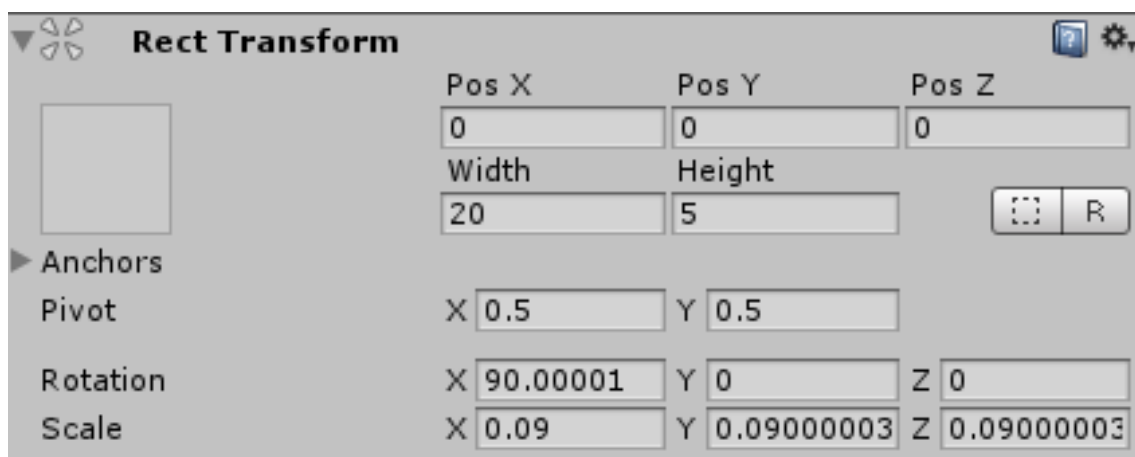 Rect Transform
Pos X Pos Y Pos Z
0 0 0
Width Height
20 5
R
Anchors
Pivot X 0.5 Y 0.5
Rotation X 90.00001 Y 0 Z 0
Scale X 0.09 Y 0.09000003 Z 0.09000003